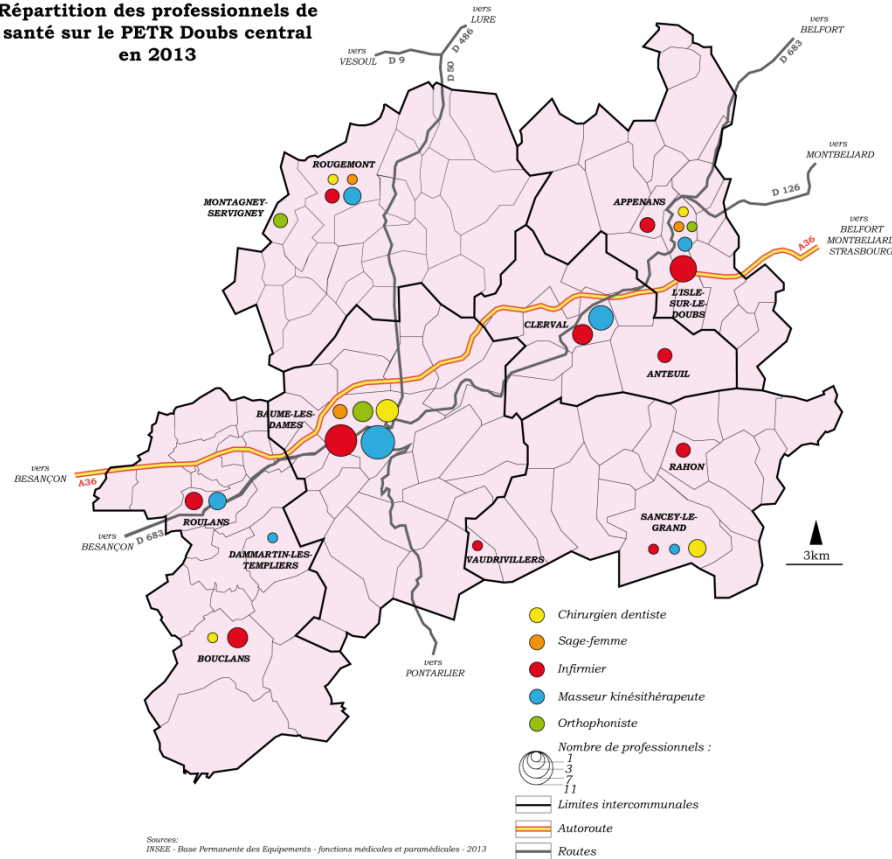 Répartition des professionnels de
santé sur le PETR Doubs central
en 2013
vers
LURE
D 486
vers
VESOUL
D 9
D 50
vers
BELFORT
D 683
vers
MONTBELIARD
D 126
vers
BELFORT
MONTBELIARD
STRASBOURG
A36
ROUGEMONT
MONTAGNEY-
SERVIGNEY
APPENANS
L'ISLE-
SUR-LE-
DOUBS
CLERVAL
ANTEUIL
BAUME-LES-
DAMES
RAHON
vers
BESANÇON
A36
ROULANS
vers
BESANÇON
D 683
DAMMARTIN-LES-
TEMPLIERS
VAUDRIVILLERS
SANCEY-LE-
GRAND
3km
BOUCLANS
vers
PONTARLIER
Chirurgien dentiste
Sage-femme
Infirmier
Masseur kinésithérapeute
Orthophoniste
Nombre de professionnels :
1
3
7
11
Limites intercommunales
Autoroute
Routes
Sources:
INSEE - Base Permanente des Equipements - fonctions médicales et paramédicales - 2013